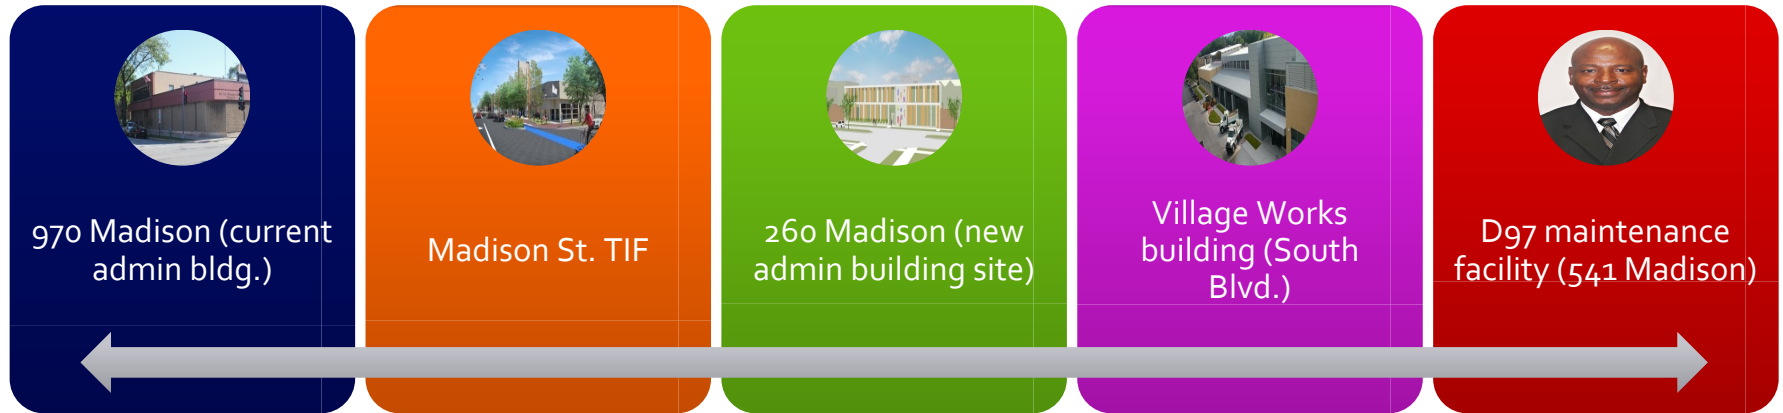 970 Madison (current
admin bldg.)
Madison St. TIF
260 Madison (new
admin building site)
Village Works
building (South
Blvd.)
D97 maintenance
facility (541 Madison)